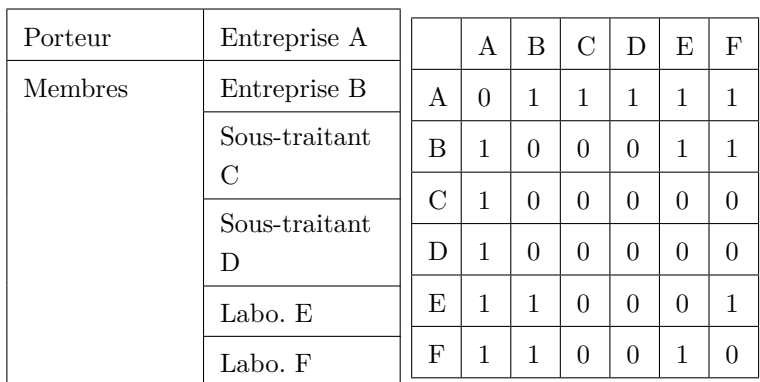 Porteur Entreprise A
Membres Entreprise B
Sous-traitant
C
Sous-traitant
D
Labo. E
Labo. F
A B C D E F
A 0 1 1 1 1 1
B 1 0 0 0 1 1
C 1 0 0 0 0 0
D 1 0 0 0 0 0
E 1 1 0 0 0 1
F 1 1 0 0 1 0